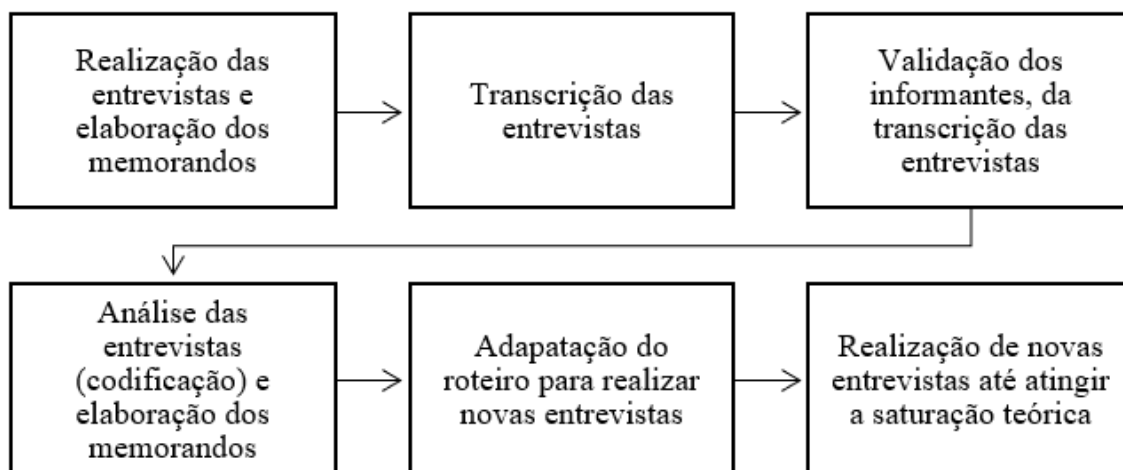 Realização das
entrevistas e
elaboração dos
memorandos
Transcrição das
entrevistas
Validação dos
informantes, da
transcrição das
entrevistas
Análise das
entrevistas
(codificação) e
elaboração dos
memorandos
Adapatação do
roteiro para realizar
novas entrevistas
Realização de novas
entrevistas até atingir
a saturação teórica